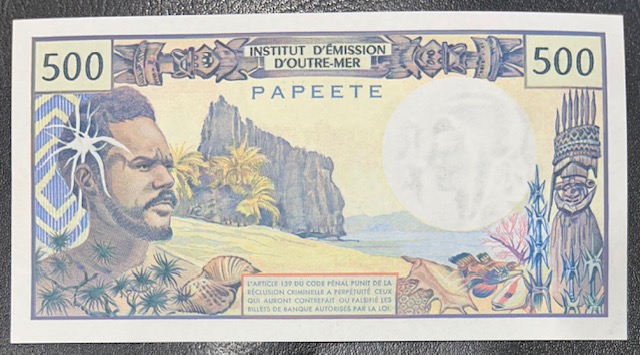 500
INSTITUT D'ÉMISSION
D'OUTRE-MER
500
PAPEETE
L'ARTICLE 139 DU CODE PÉNAL PUNIT DE LA
RÉCLUSION CRIMINELLE A PERPÉTUITÉ CEUX
QUI AURONT CONTREFAIT OU FALSIFIÉ LES
BILLETS DE BANQUE AUTORISÉS PAR LA LOI.